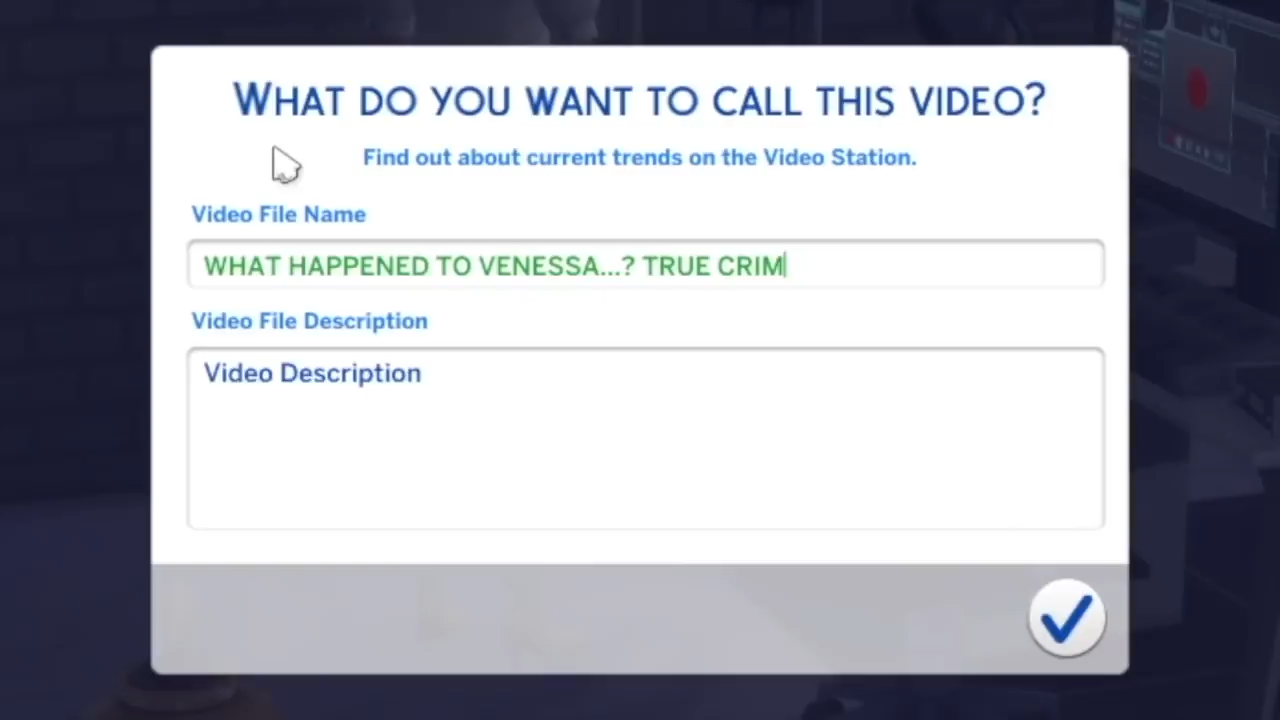 WHAT DO YOU WANT TO CALL THIS VIDEO?
Find out about current trends on the Video Station.
Video File Name
WHAT HAPPENED TO VENESSA...? TRUE CRIM
Video File Description
Video Description